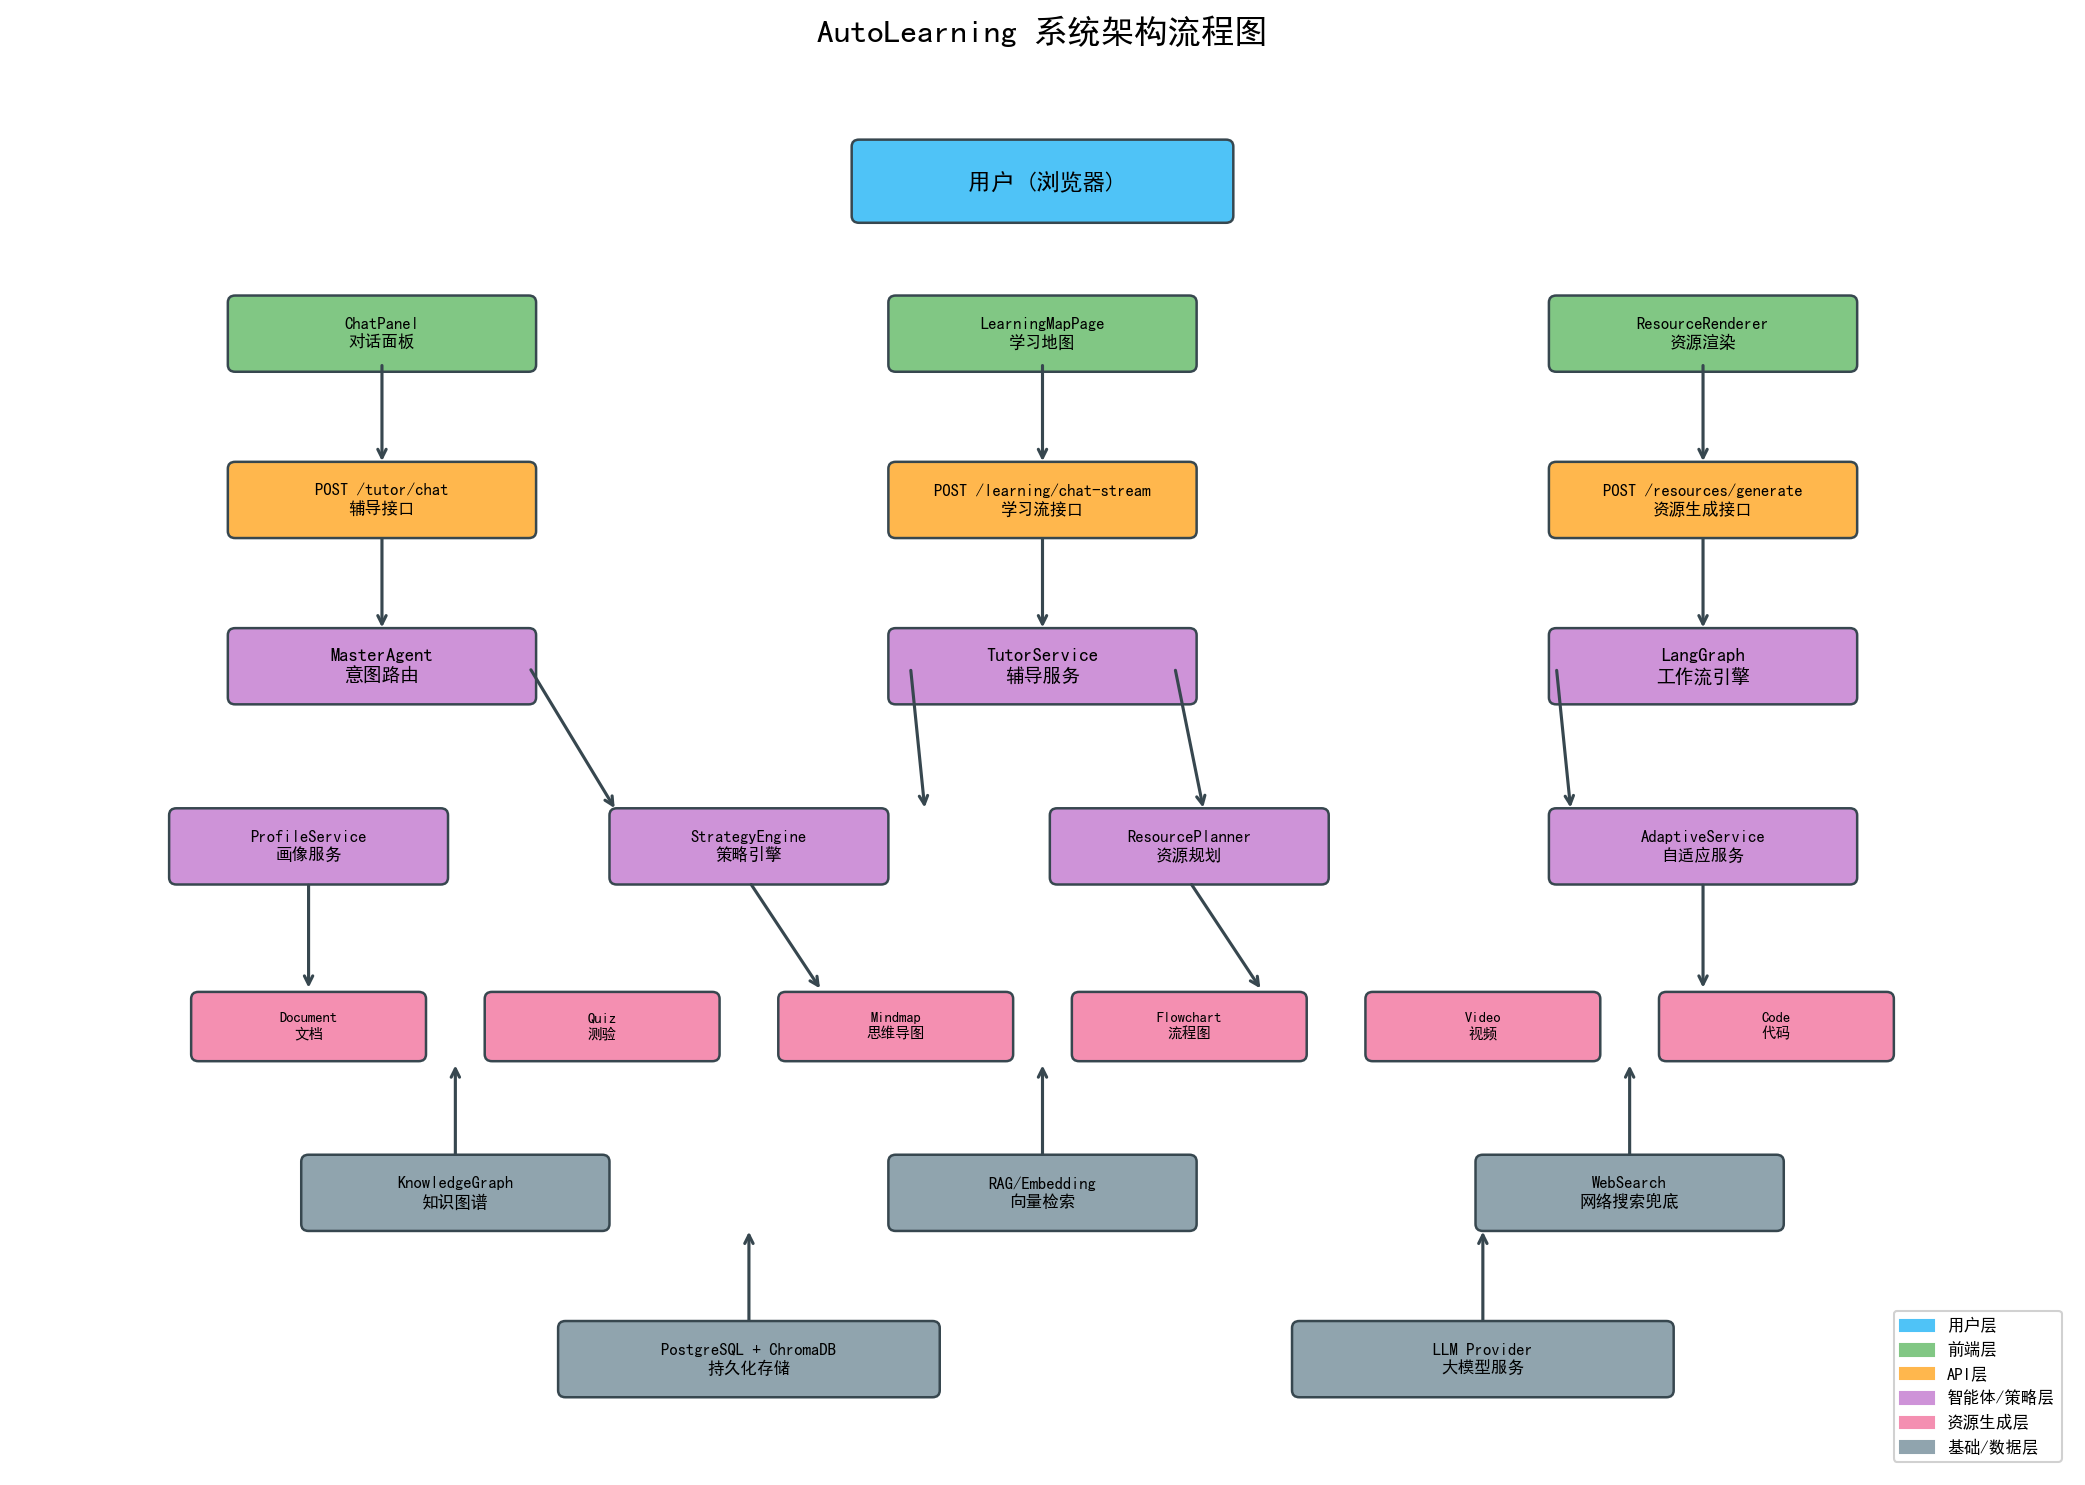 AutoLearning 系统架构流程图
用户 (浏览器)
ChatPanel
对话面板
LearningMapPage
学习地图
ResourceRenderer
资源渲染
POST /tutor/chat
辅导接口
POST /learning/chat-stream
学习流接口
POST /resources/generate
资源生成接口
MasterAgent
意图路由
TutorService
辅导服务
LangGraph
工作流引擎
ProfileService
画像服务
StrategyEngine
策略引擎
ResourcePlanner
资源规划
AdaptiveService
自适应服务
Document
文档
Quiz
测验
Mindmap
思维导图
Flowchart
流程图
Video
视频
Code
代码
KnowledgeGraph
知识图谱
RAG/Embedding
向量检索
WebSearch
网络搜索兜底
PostgreSQL + ChromaDB
持久化存储
LLM Provider
大模型服务
用户层
前端层
API层
智能体/策略层
资源生成层
基础/数据层